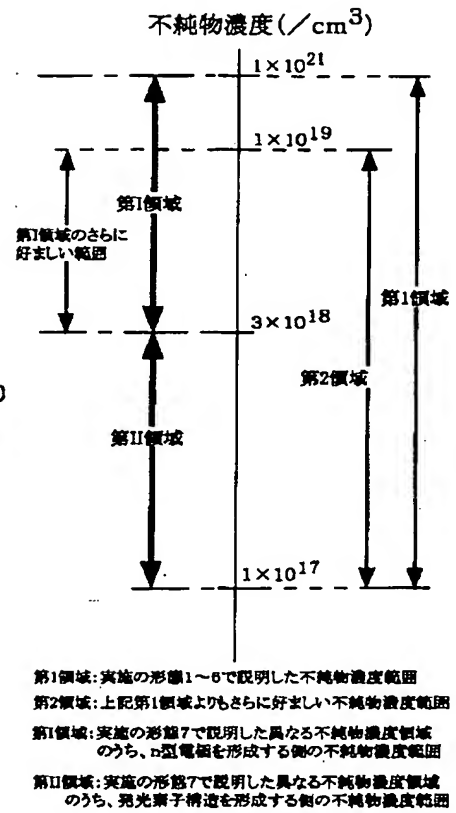 不純物濃度(／cm³)
1×10²¹
1×10¹⁹
第I領域
第I領域のさらに
好ましい範囲
第1領域
3×10¹⁸
第2領域
第II領域
1×10¹⁷
第1領域:実施の形態1～6で説明した不純物濃度範囲
第2領域:上記第1領域よりもさらに好ましい不純物濃度範囲
第I領域:実施の形態7で説明した異なる不純物濃度領域
のうち、n型電極を形成する側の不純物濃度範囲
第II領域:実施の形態7で説明した異なる不純物濃度領域
のうち、発光素子構造を形成する側の不純物濃度範囲